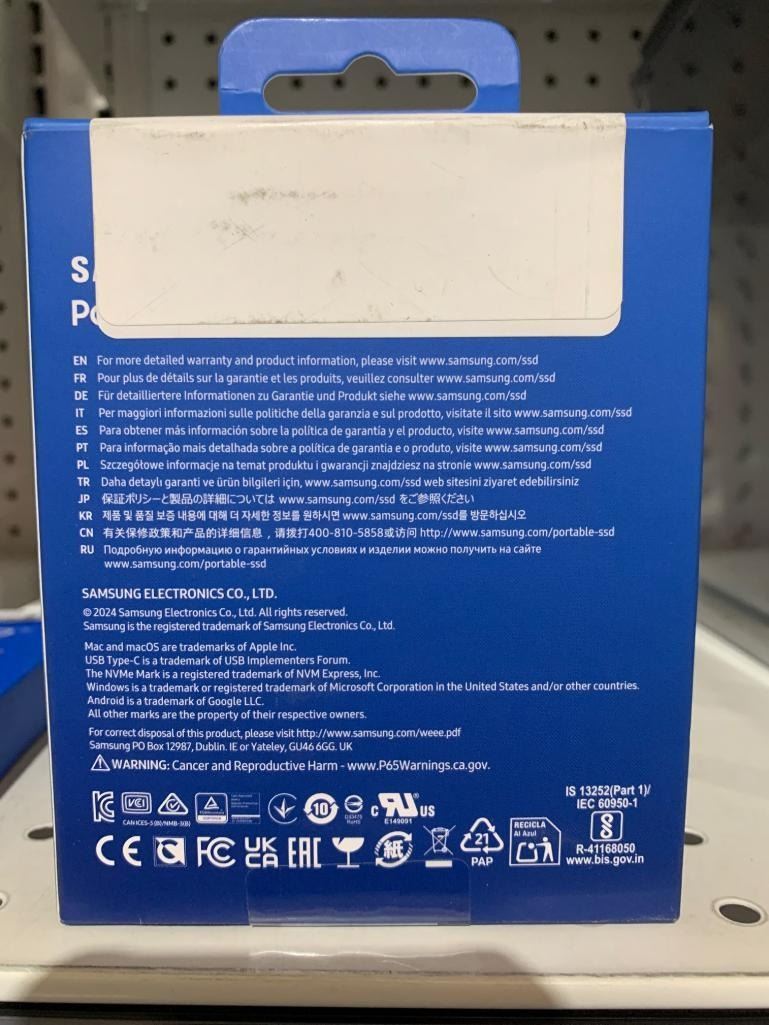 EN For more detailed warranty and product information, please visit www.samsung.com/ssd
FR Pour plus de détails sur la garantie et les produits, veuillez consulter www.samsung.com/ssd
DE Für detailliertere Informationen zu Garantie und Produkt siehe www.samsung.com/ssd
IT Per maggiori informazioni sulle politiche della garanzia e sul prodotto, visitate il sito www.samsung.com/ssd
ES Para obtener más información sobre la política de garantía y el producto, visite www.samsung.com/ssd
PT Para informação mais detalhada sobre a política de garantia e o produto, visite www.samsung.com/ssd
PL Szczegółowe informacje na temat produktu i gwarancji znajdziesz na stronie www.samsung.com/ssd
TR Daha detaylı garanti ve ürün bilgileri için, www.samsung.com/ssd web sitesini ziyaret edebilirsiniz
JP 保証ポリシーと製品の詳細については www.samsung.com/ssd をご参照ください
KR 제품 및 품질 보증 내용에 대해 더 자세한 정보를 원하시면 www.samsung.com/ssd를 방문하십시오
CN 有关保修政策和产品的详细信息，请拨打400-810-5858或访问 http://www.samsung.com/portable-ssd
RU Подробную информацию о гарантийных условиях и изделии можно получить на сайте
www.samsung.com/portable-ssd
SAMSUNG ELECTRONICS CO., LTD.
© 2024 Samsung Electronics Co., Ltd. All rights reserved.
Samsung is the registered trademark of Samsung Electronics Co., Ltd.
Mac and macOS are trademarks of Apple Inc.
USB Type-C is a trademark of USB Implementers Forum.
The NVMe Mark is a registered trademark of NVM Express, Inc.
Windows is a trademark or registered trademark of Microsoft Corporation in the United States and/or other countries.
Android is a trademark of Google LLC.
All other marks are the property of their respective owners.
For correct disposal of this product, please visit http://www.samsung.com/weee.pdf
Samsung PO Box 12987, Dublin. IE or Yateley, GU46 6GG. UK
WARNING: Cancer and Reproductive Harm - www.P65Warnings.ca.gov.
VCI
CAN ICES-3 (B)/NMB-3(B)
10
D33475
RoHS
c RU US
E149091
IS 13252(Part 1)/
IEC 60950-1
R-41168050
www.bis.gov.in
CE FC UK CA EAC 紙
21
PAP
RECICLA
Al Azul